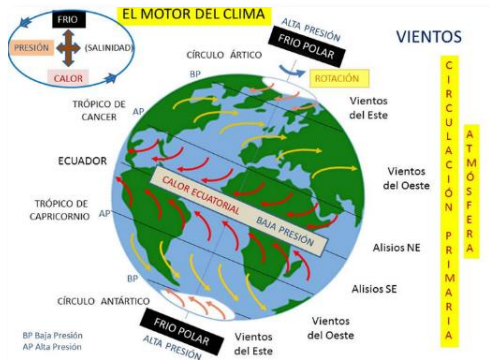 EL MOTOR DEL CLIMA
FRIO
PRESIÓN
(SALINIDAD)
CALOR
ALTA PRESIÓN
FRIO POLAR
VIENTOS
CÍRCULO ÁRTICO
ROTACIÓN
BP
TRÓPICO DE
CANCER
AP
Vientos
del Este
ECUADOR
CALOR ECUATORIAL
BAJA PRESIÓN
Vientos
del Oeste
TRÓPICO DE
CAPRICORNIO
AP
Alisios NE
Alisios SE
BP
CÍRCULO ANTÁRTICO
Vientos
del Oeste
FRIO POLAR
ALTA PRESIÓN
Vientos
del Este
BP Baja Presión
AP Alta Presión
CIRCULACIÓN PRIMARIA
ATMÓSFERA